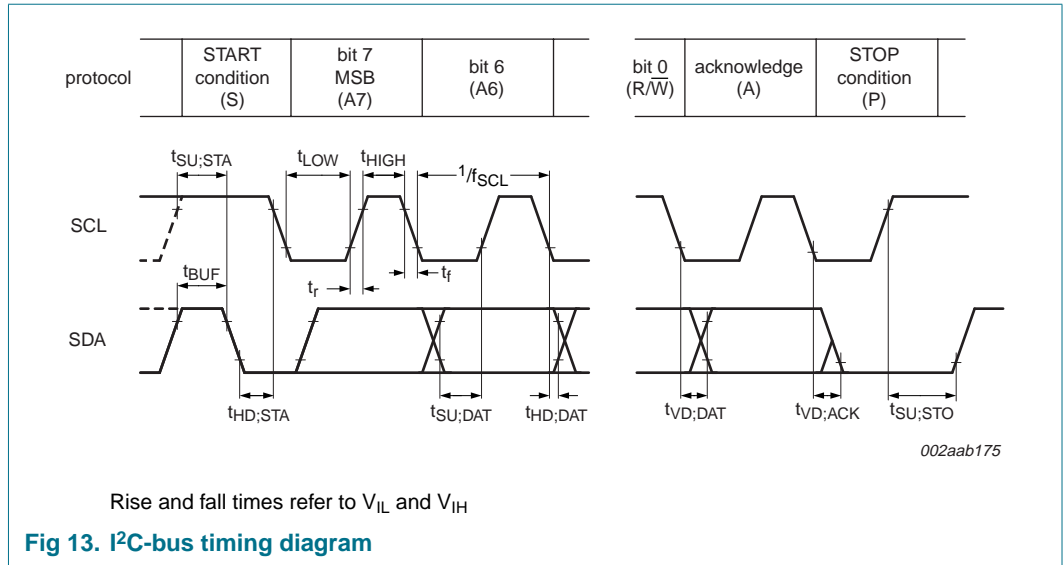 protocol
START
condition
(S)
bit 7
MSB
(A7)
bit 6
(A6)
bit 0
(R/W̅)
acknowledge
(A)
STOP
condition
(P)
tSU;STA
tLOW
tHIGH
1/fSCL
SCL
tBUF
tr
tf
SDA
tHD;STA
tSU;DAT
tHD;DAT
tVD;DAT
tVD;ACK
tSU;STO
002aab175
Rise and fall times refer to VIL and VIH
Fig 13. I²C-bus timing diagram